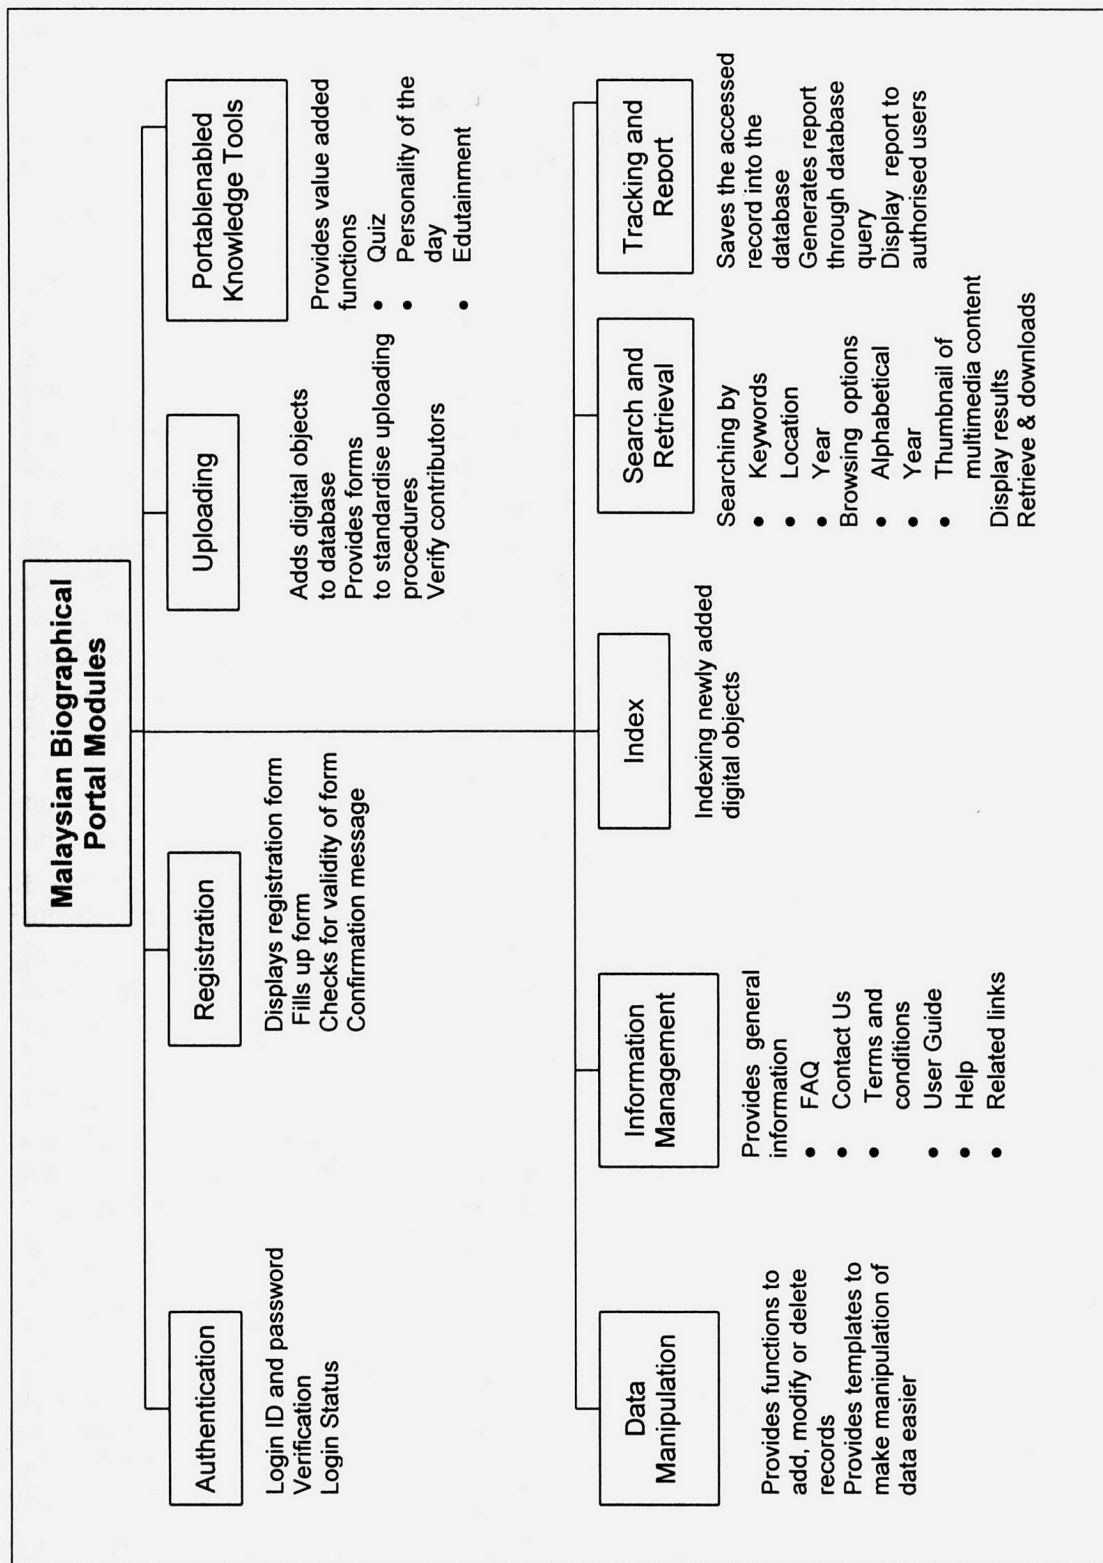 Malaysian Biographical
Portal Modules
Authentication
Login ID and password
Verification
Login Status
Registration
Displays registration form
Fills up form
Checks for validity of form
Confirmation message
Uploading
Adds digital objects
to database
Provides forms
to standardise uploading
procedures
Verify contributors
Portablenabled
Knowledge Tools
Provides value added
functions
• Quiz
• Personality of the
day
• Edutainment
Data
Manipulation
Provides functions to
add, modify or delete
records
Provides templates to
make manipulation of
data easier
Information
Management
Provides general
information
• FAQ
• Contact Us
• Terms and
conditions
• User Guide
• Help
• Related links
Index
Indexing newly added
digital objects
Search and
Retrieval
Searching by
• Keywords
• Location
• Year
Browsing options
• Alphabetical
• Year
• Thumbnail of
multimedia content
Display results
Retrieve & downloads
Tracking and
Report
Saves the accessed
record into the
database
Generates report
through database
query
Display report to
authorised users